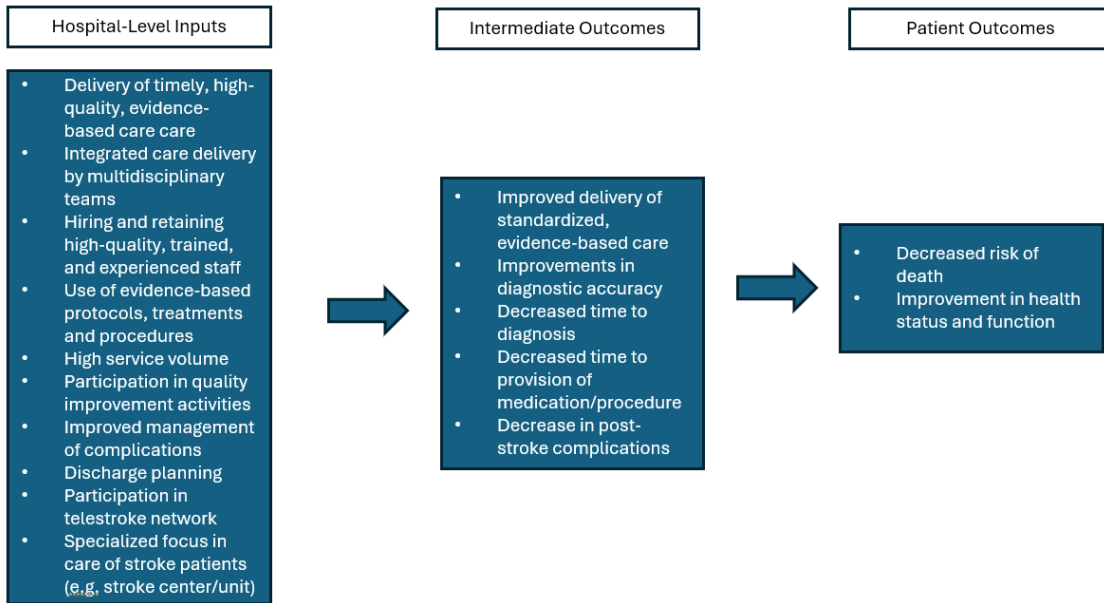 Hospital-Level Inputs
Intermediate Outcomes
Patient Outcomes
• Delivery of timely, high-
quality, evidence-
based care care
• Integrated care delivery
by multidisciplinary
teams
• Hiring and retaining
high-quality, trained,
and experienced staff
• Use of evidence-based
protocols, treatments
and procedures
• High service volume
• Participation in quality
improvement activities
• Improved management
of complications
• Discharge planning
• Participation in
telestroke network
• Specialized focus in
care of stroke patients
(e.g. stroke center/unit)
• Improved delivery of
standardized,
evidence-based care
• Improvements in
diagnostic accuracy
• Decreased time to
diagnosis
• Decreased time to
provision of
medication/procedure
• Decrease in post-
stroke complications
• Decreased risk of
death
• Improvement in health
status and function